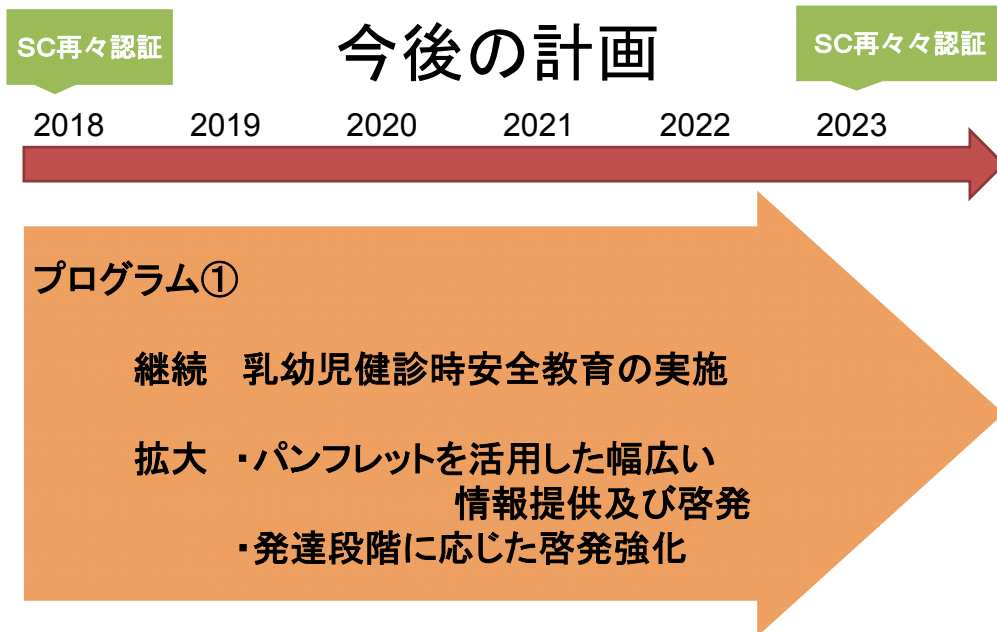 SC再々認証
今後の計画
SC再々々認証
2018 2019 2020 2021 2022 2023
プログラム①
継続 乳幼児健診時安全教育の実施
拡大 ・パンフレットを活用した幅広い
情報提供及び啓発
・発達段階に応じた啓発強化